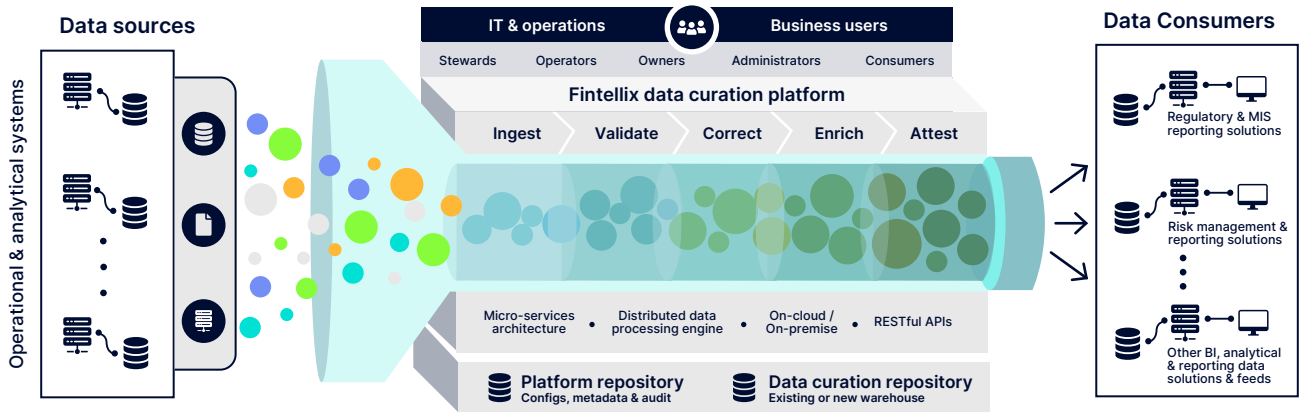 Data sources
Operational & analytical systems
IT & operations
Business users
Stewards
Operators
Owners
Administrators
Consumers
Fintellix data curation platform
Ingest
Validate
Correct
Enrich
Attest
Micro-services
architecture
•
Distributed data
processing engine
•
On-cloud /
On-premise
•
RESTful APIs
Platform repository
Configs, metadata & audit
Data curation repository
Existing or new warehouse
Data Consumers
Regulatory & MIS
reporting solutions
Risk management &
reporting solutions
Other BI, analytical
& reporting data
solutions & feeds